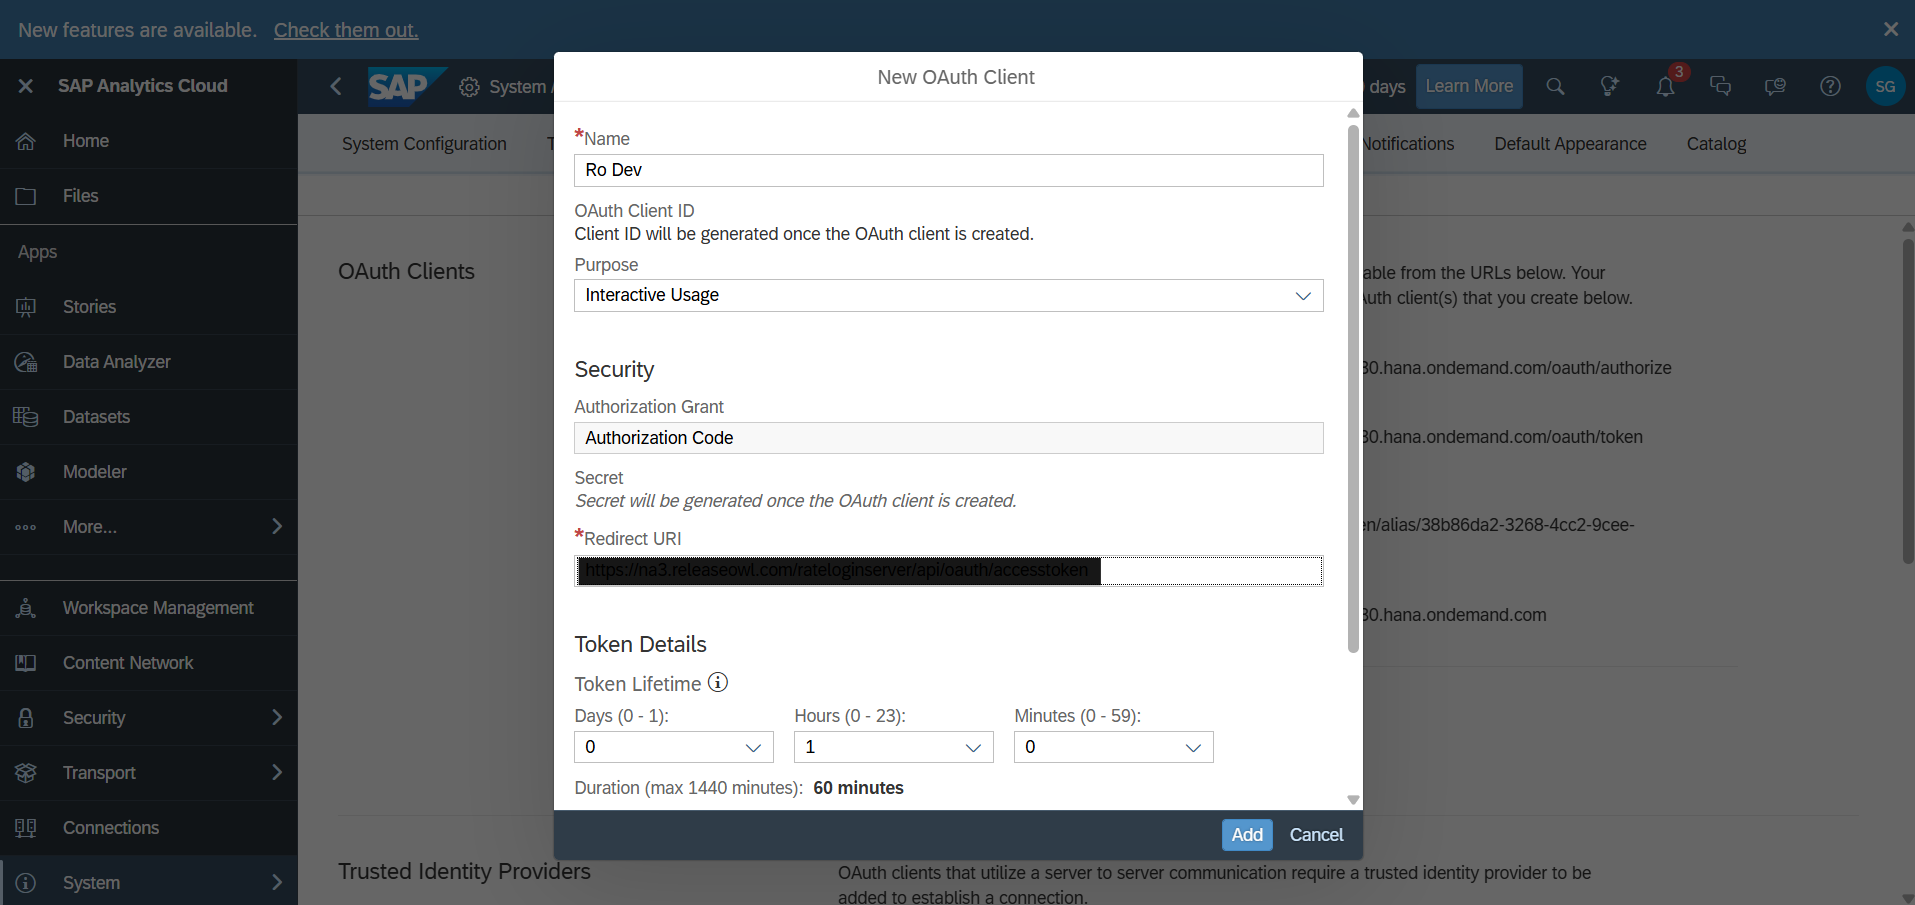 New features are available. Check them out.
SAP Analytics Cloud
Home
Files
Apps
Stories
Data Analyzer
Datasets
Modeler
More...
Workspace Management
Content Network
Security
Transport
Connections
System
SAP
System
days
Learn More
3
SG
System Configuration
Notifications
Default Appearance
Catalog
OAuth Clients
able from the URLs below. Your
Auth client(s) that you create below.
30.hana.ondemand.com/oauth/authorize
30.hana.ondemand.com/oauth/token
en/alias/38b86da2-3268-4cc2-9cee-
30.hana.ondemand.com
Trusted Identity Providers
OAuth clients that utilize a server to server communication require a trusted identity provider to be
added to establish a connection.
New OAuth Client
*Name
Ro Dev
OAuth Client ID
Client ID will be generated once the OAuth client is created.
Purpose
Interactive Usage
Security
Authorization Grant
Authorization Code
Secret
Secret will be generated once the OAuth client is created.
*Redirect URI
https://na3.releaseowl.com/rateloginserver/api/oauth/accesstoken
Token Details
Token Lifetime
Days (0 - 1):
Hours (0 - 23):
Minutes (0 - 59):
0
1
0
Duration (max 1440 minutes): 60 minutes
Add
Cancel